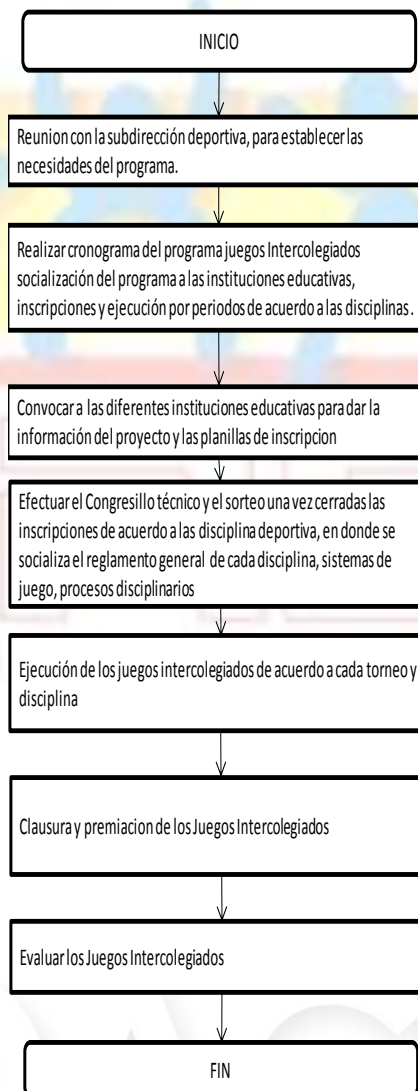 INICIO
Reunion con la subdirección deportiva, para establecer las
necesidades del programa.
Realizar cronograma del programa juegos Intercolegiados
socialización del programa a las instituciones educativas,
inscripciones y ejecución por periodos de acuerdo a las disciplinas.
Convocar a las diferentes instituciones educativas para dar la
información del proyecto y las planillas de inscripcion
Efectuar el Congresillo técnico y el sorteo una vez cerradas las
inscripciones de acuerdo a las disciplina deportiva, en donde se
socializa el reglamento general de cada disciplina, sistemas de
juego, procesos disciplinarios
Ejecución de los juegos intercolegiados de acuerdo a cada torneo y
disciplina
Clausura y premiacion de los Juegos Intercolegiados
Evaluar los Juegos Intercolegiados
FIN